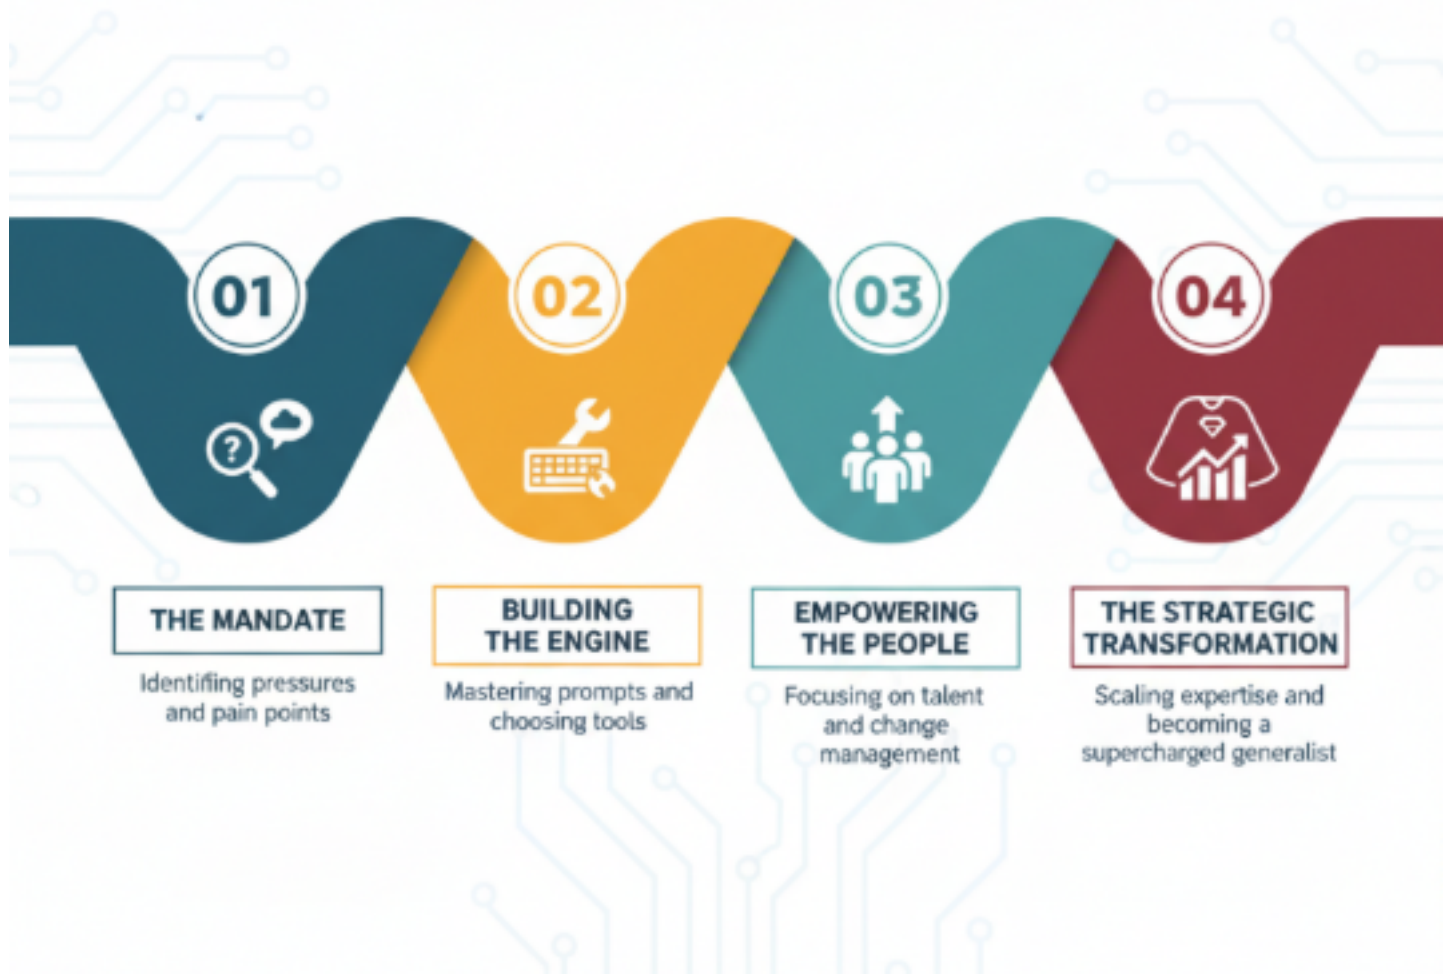 01
02
03
04
?
THE MANDATE
Identifiing pressures
and pain points
BUILDING
THE ENGINE
Mastering prompts and
choosing tools
EMPOWERING
THE PEOPLE
Focusing on talent
and change
management
THE STRATEGIC
TRANSFORMATION
Scaling expertise and
becoming a
supercharged generalist